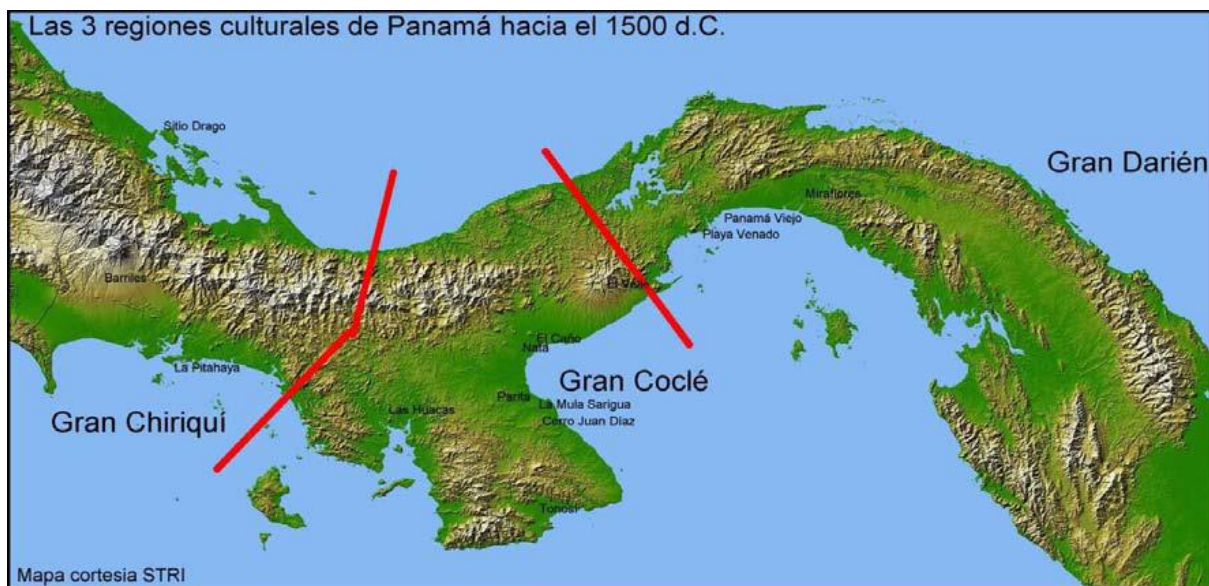 Las 3 regiones culturales de Panamá hacia el 1500 d.C.
Sitio Drago
Gran Darién
Miraflores
Panamá Viejo
Playa Venado
Barriles
El Valle
El Caño
Natá
La Pitahaya
Gran Coclé
Parita
La Mula Sarigua
Las Huacas
Cerro Juan Díaz
Gran Chiriquí
Tonosí
Mapa cortesia STRI